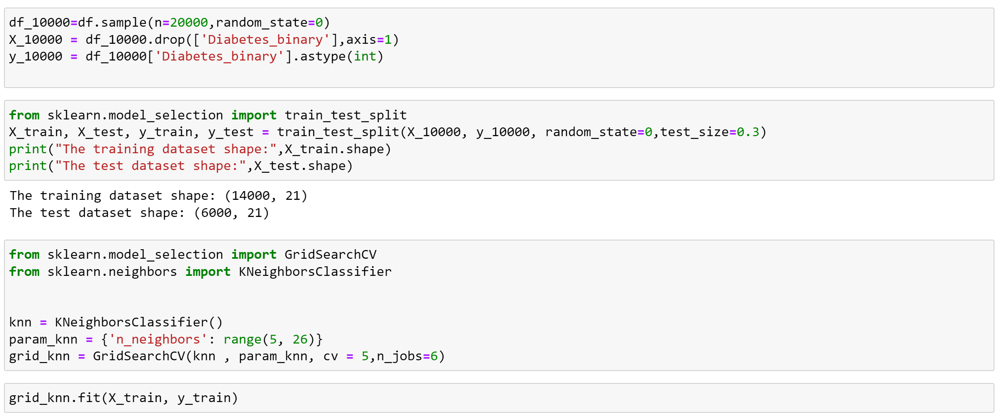 df_10000=df.sample(n=20000,random_state=0)
X_10000 = df_10000.drop(['Diabetes_binary'],axis=1)
y_10000 = df_10000['Diabetes_binary'].astype(int)
from sklearn.model_selection import train_test_split
X_train, X_test, y_train, y_test = train_test_split(X_10000, y_10000, random_state=0,test_size=0.3)
print("The training dataset shape:",X_train.shape)
print("The test dataset shape:",X_test.shape)
The training dataset shape: (14000, 21)
The test dataset shape: (6000, 21)
from sklearn.model_selection import GridSearchCV
from sklearn.neighbors import KNeighborsClassifier
knn = KNeighborsClassifier()
param_knn = {'n_neighbors': range(5, 26)}
grid_knn = GridSearchCV(knn , param_knn, cv = 5,n_jobs=6)
grid_knn.fit(X_train, y_train)